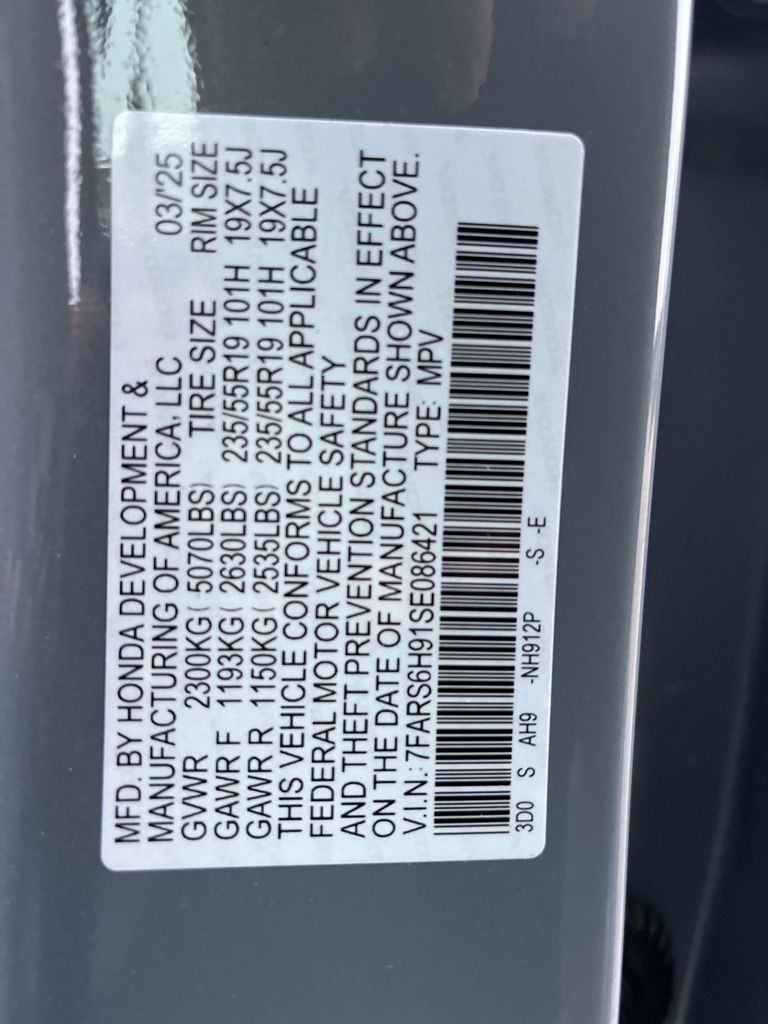 MFD. BY HONDA DEVELOPMENT &
MANUFACTURING OF AMERICA, LLC 03/'25
GVWR 2300KG( 5070LBS) TIRE SIZE RIM SIZE
GAWR F 1193KG( 2630LBS) 235/55R19 101H 19X7.5J
GAWR R 1150KG( 2535LBS) 235/55R19 101H 19X7.5J
THIS VEHICLE CONFORMS TO ALL APPLICABLE
FEDERAL MOTOR VEHICLE SAFETY
AND THEFT PREVENTION STANDARDS IN EFFECT
ON THE DATE OF MANUFACTURE SHOWN ABOVE.
V.I.N.: 7FARS6H91SE086421 TYPE: MPV
3D0 S AH9 -NH912P -S -E